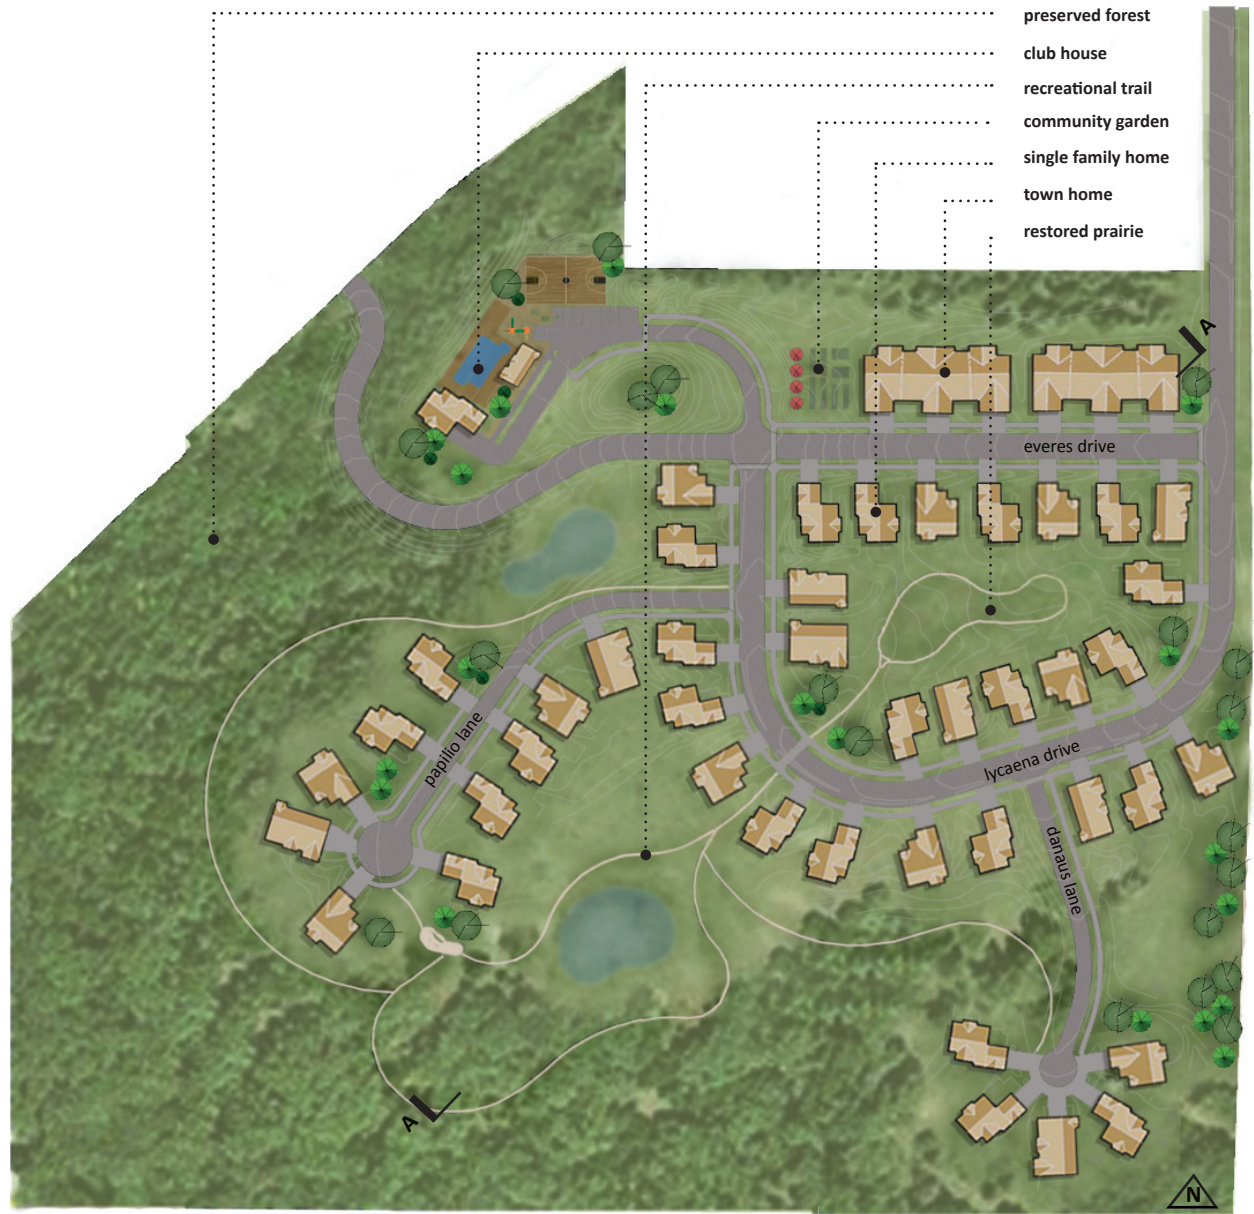 preserved forest
club house
recreational trail
community garden
single family home
town home
restored prairie
A
everes drive
papilio lane
lycaena drive
danaus lane
A
N